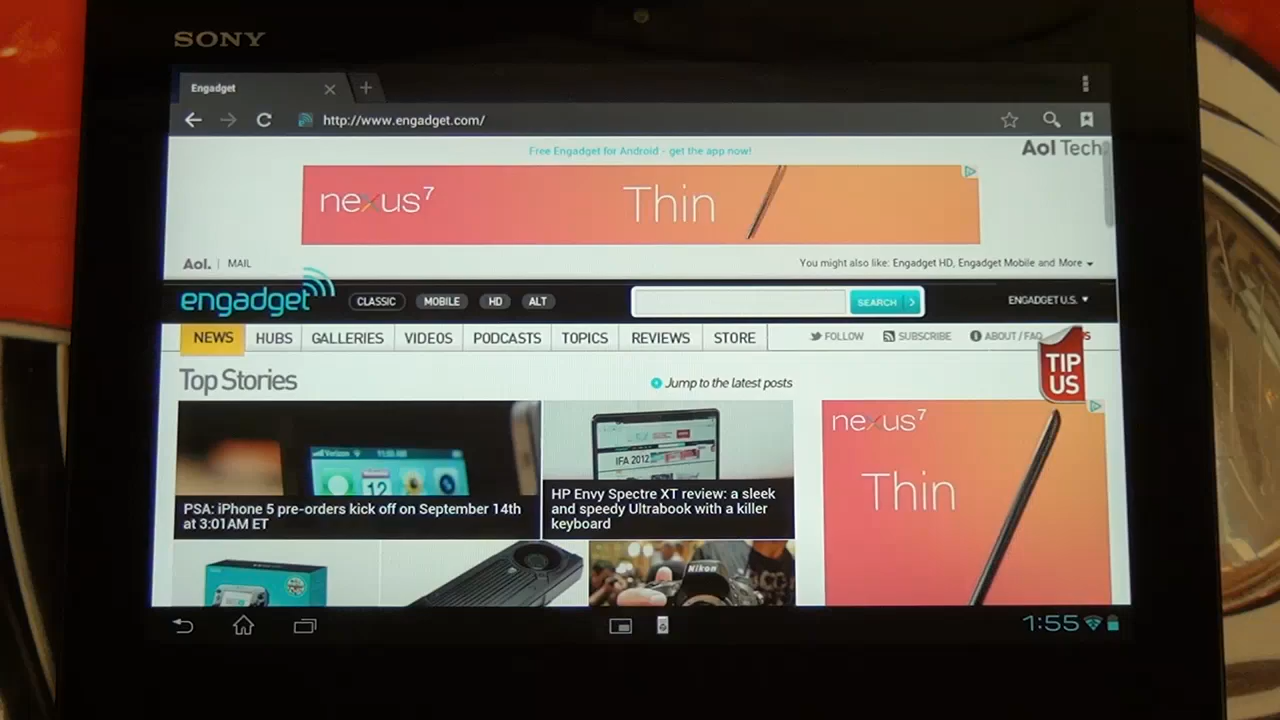 SONY
Engadget
http://www.engadget.com/
Free Engadget for Android - get the app now!
Aol Tech
nexus7
Thin
Aol. | MAIL
You might also like: Engadget HD, Engadget Mobile and More
engadget
CLASSIC MOBILE HD ALT
SEARCH
ENGADGET U.S.
NEWS HUBS GALLERIES VIDEOS PODCASTS TOPICS REVIEWS STORE
FOLLOW SUBSCRIBE ABOUT / FAQ
TIP
US
Top Stories
Jump to the latest posts
Verizon
12
IFA 2012
PSA: iPhone 5 pre-orders kick off on September 14th
at 3:01AM ET
HP Envy Spectre XT review: a sleek
and speedy Ultrabook with a killer
keyboard
nexus7
Thin
Nikon
1:55